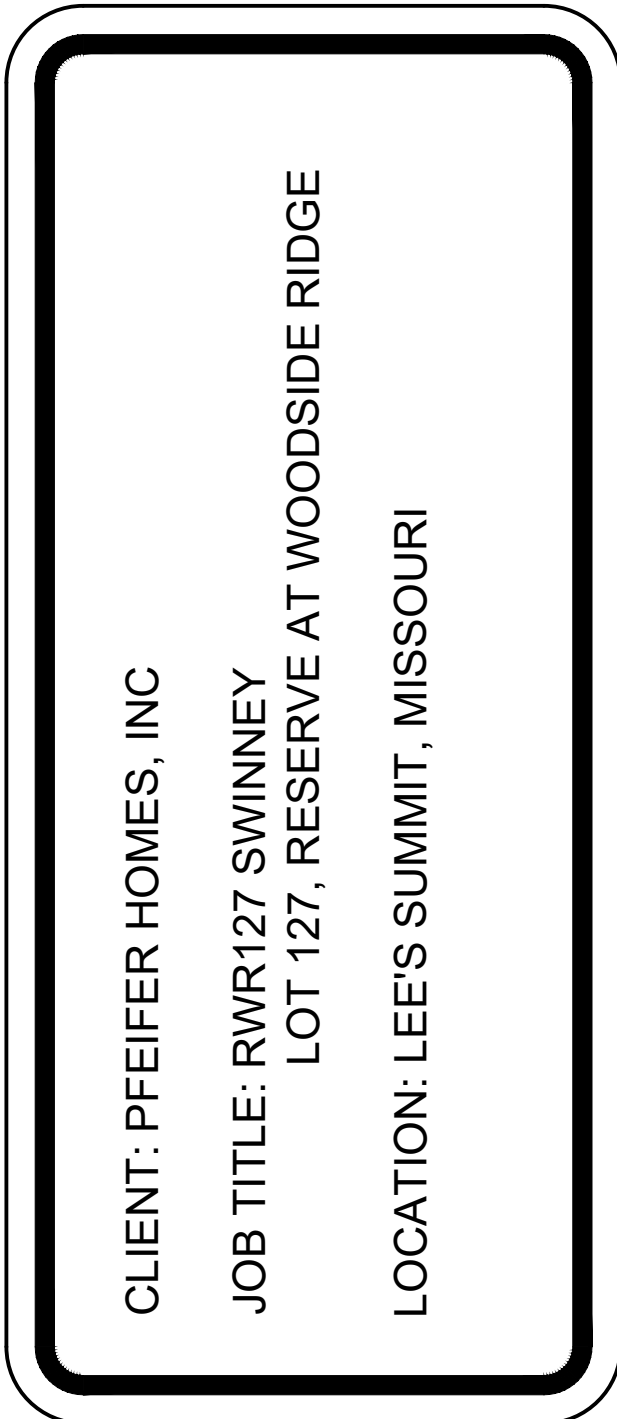 CLIENT: PFEIFER HOMES, INC
JOB TITLE: RWR127 SWINNEY
LOT 127, RESERVE AT WOODSIDE RIDGE
LOCATION: LEE'S SUMMIT, MISSOURI